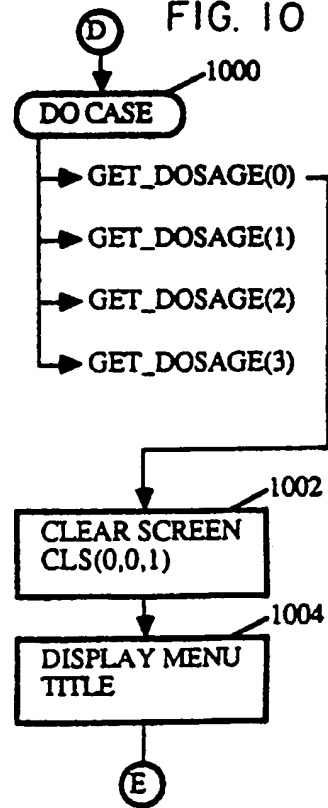 FIG. 10
D
1000
DO CASE
GET_DOSAGE(0)
GET_DOSAGE(1)
GET_DOSAGE(2)
GET_DOSAGE(3)
1002
CLEAR SCREEN
CLS(0,0,1)
1004
DISPLAY MENU
TITLE
E